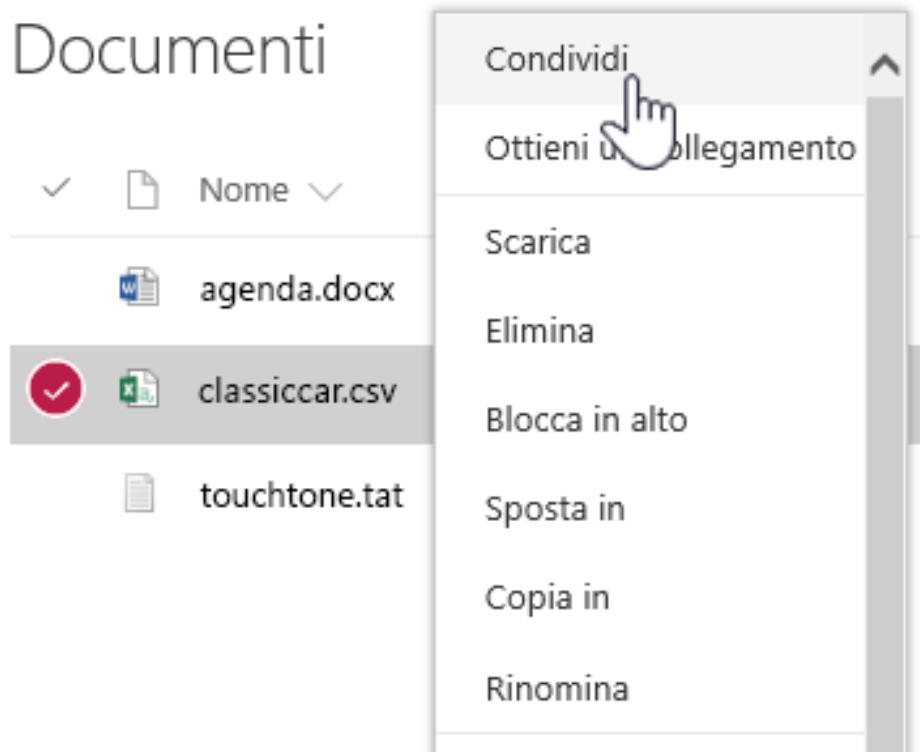 Documenti
Nome
agenda.docx
classiccar.csv
touchtone.tat
Condividi
Ottieni ollegamento
Scarica
Elimina
Blocca in alto
Sposta in
Copia in
Rinomina